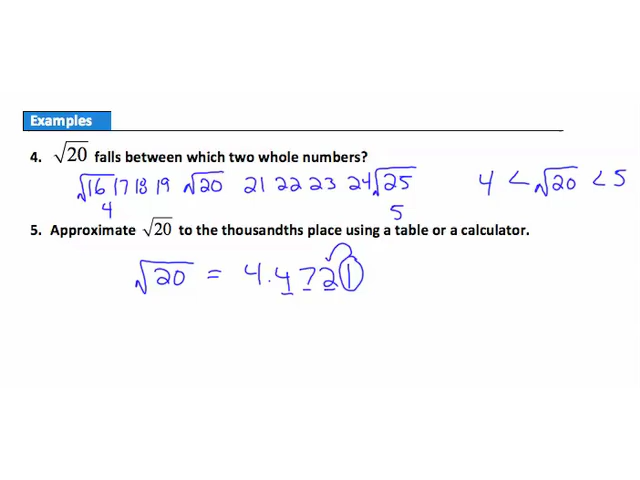 Examples
4. √20 falls between which two whole numbers?
√16 17 18 19 √20 21 22 23 24 √25 4 < √20 < 5
4 5
5. Approximate √20 to the thousandths place using a table or a calculator.
√20 = 4.4721